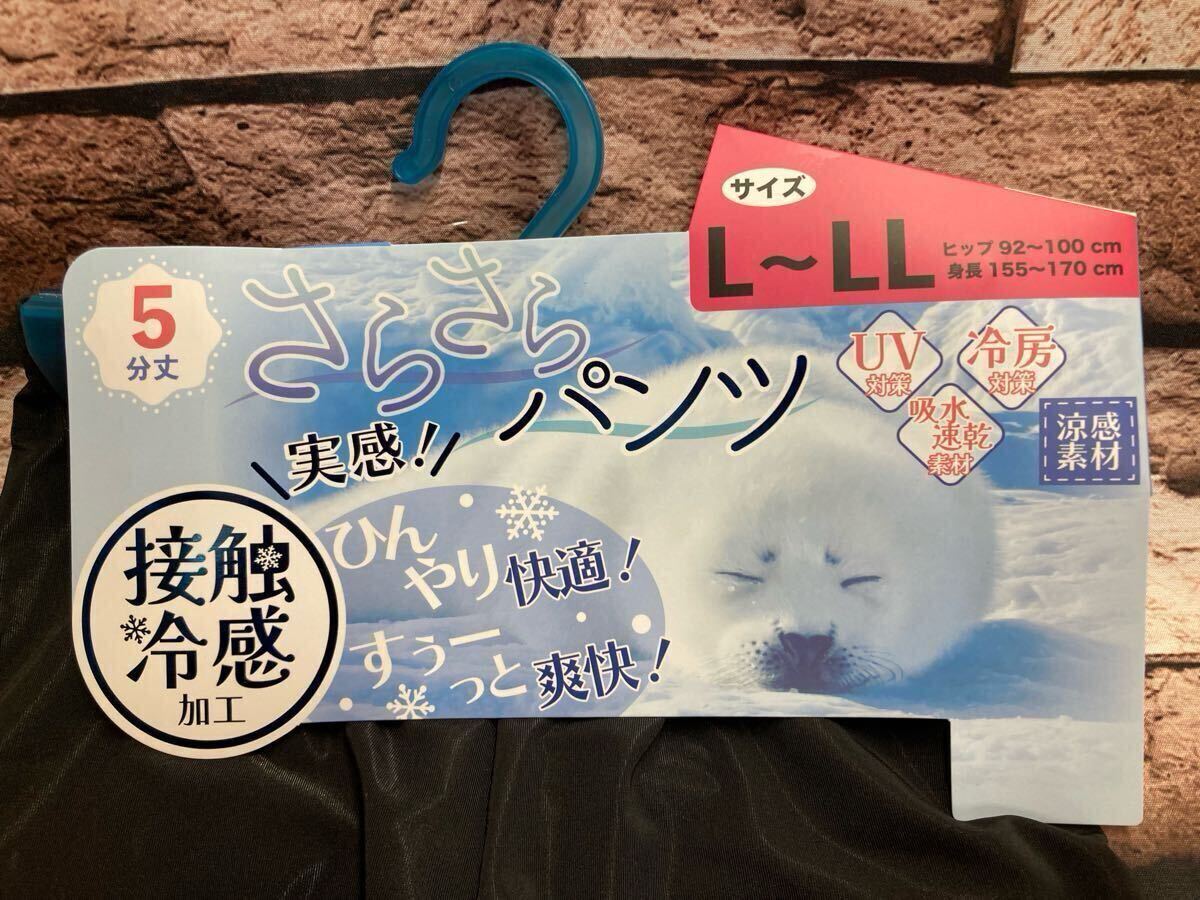 サイズ
L～LL
ヒップ 92～100 cm
身長 155～170 cm
5
分丈
さらさら
パンツ
UV
対策
冷房
対策
吸水
速乾
素材
涼感
素材
実感!
接触
冷感
加工
ひん
やり快適!
すぅー
っと爽快!